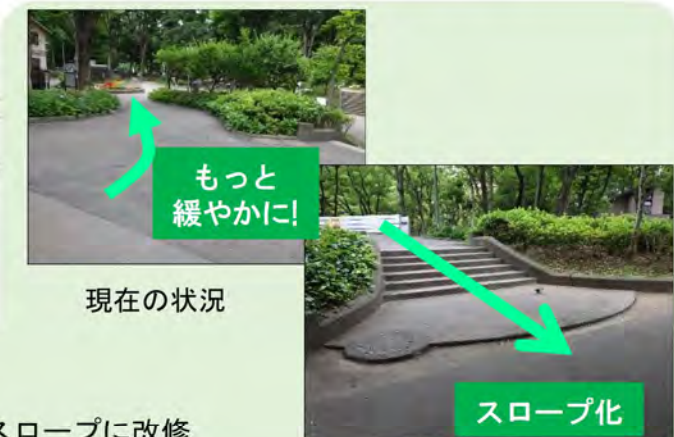 もっと
緩やかに!
現在の状況
スロープ化
スロープに改修